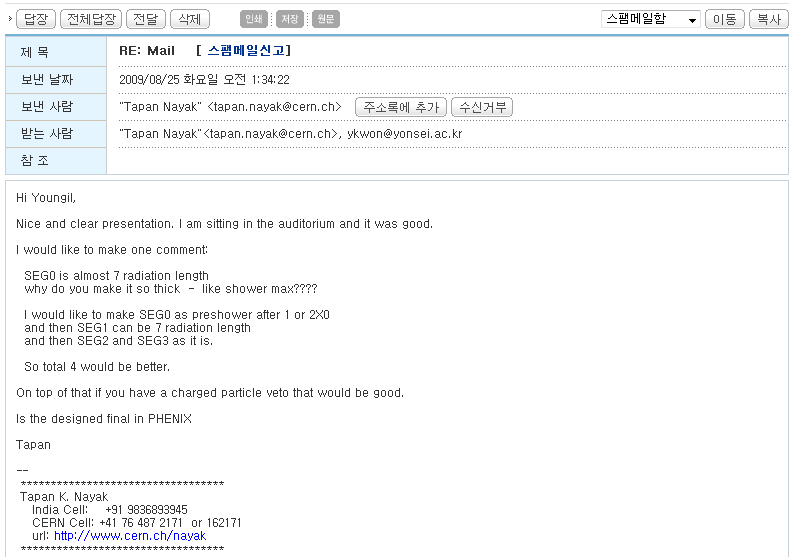 답장 전체답장 전달 삭제 인쇄 저장 원문 스팸메일함 이동 복사
제 목 RE: Mail [ 스팸메일신고]
보낸 날짜 2009/08/25 화요일 오전 1:34:22
보낸 사람 "Tapan Nayak" <tapan.nayak@cern.ch> 주소록에 추가 수신거부
받는 사람 "Tapan Nayak"<tapan.nayak@cern.ch>, ykwon@yonsei.ac.kr
참 조
Hi Youngil,
Nice and clear presentation. I am sitting in the auditorium and it was good.
I would like to make one comment:
SEG0 is almost 7 radiation length
why do you make it so thick - like shower max????
I would like to make SEG0 as preshower after 1 or 2X0
and then SEG1 can be 7 radiation length
and then SEG2 and SEG3 as it is.
So total 4 would be better.
On top of that if you have a charged particle veto that would be good.
Is the designed final in PHENIX
Tapan
--
**********************************
Tapan K. Nayak
India Cell: +91 9836893945
CERN Cell: +41 76 487 2171 or 162171
url: http://www.cern.ch/nayak
**********************************